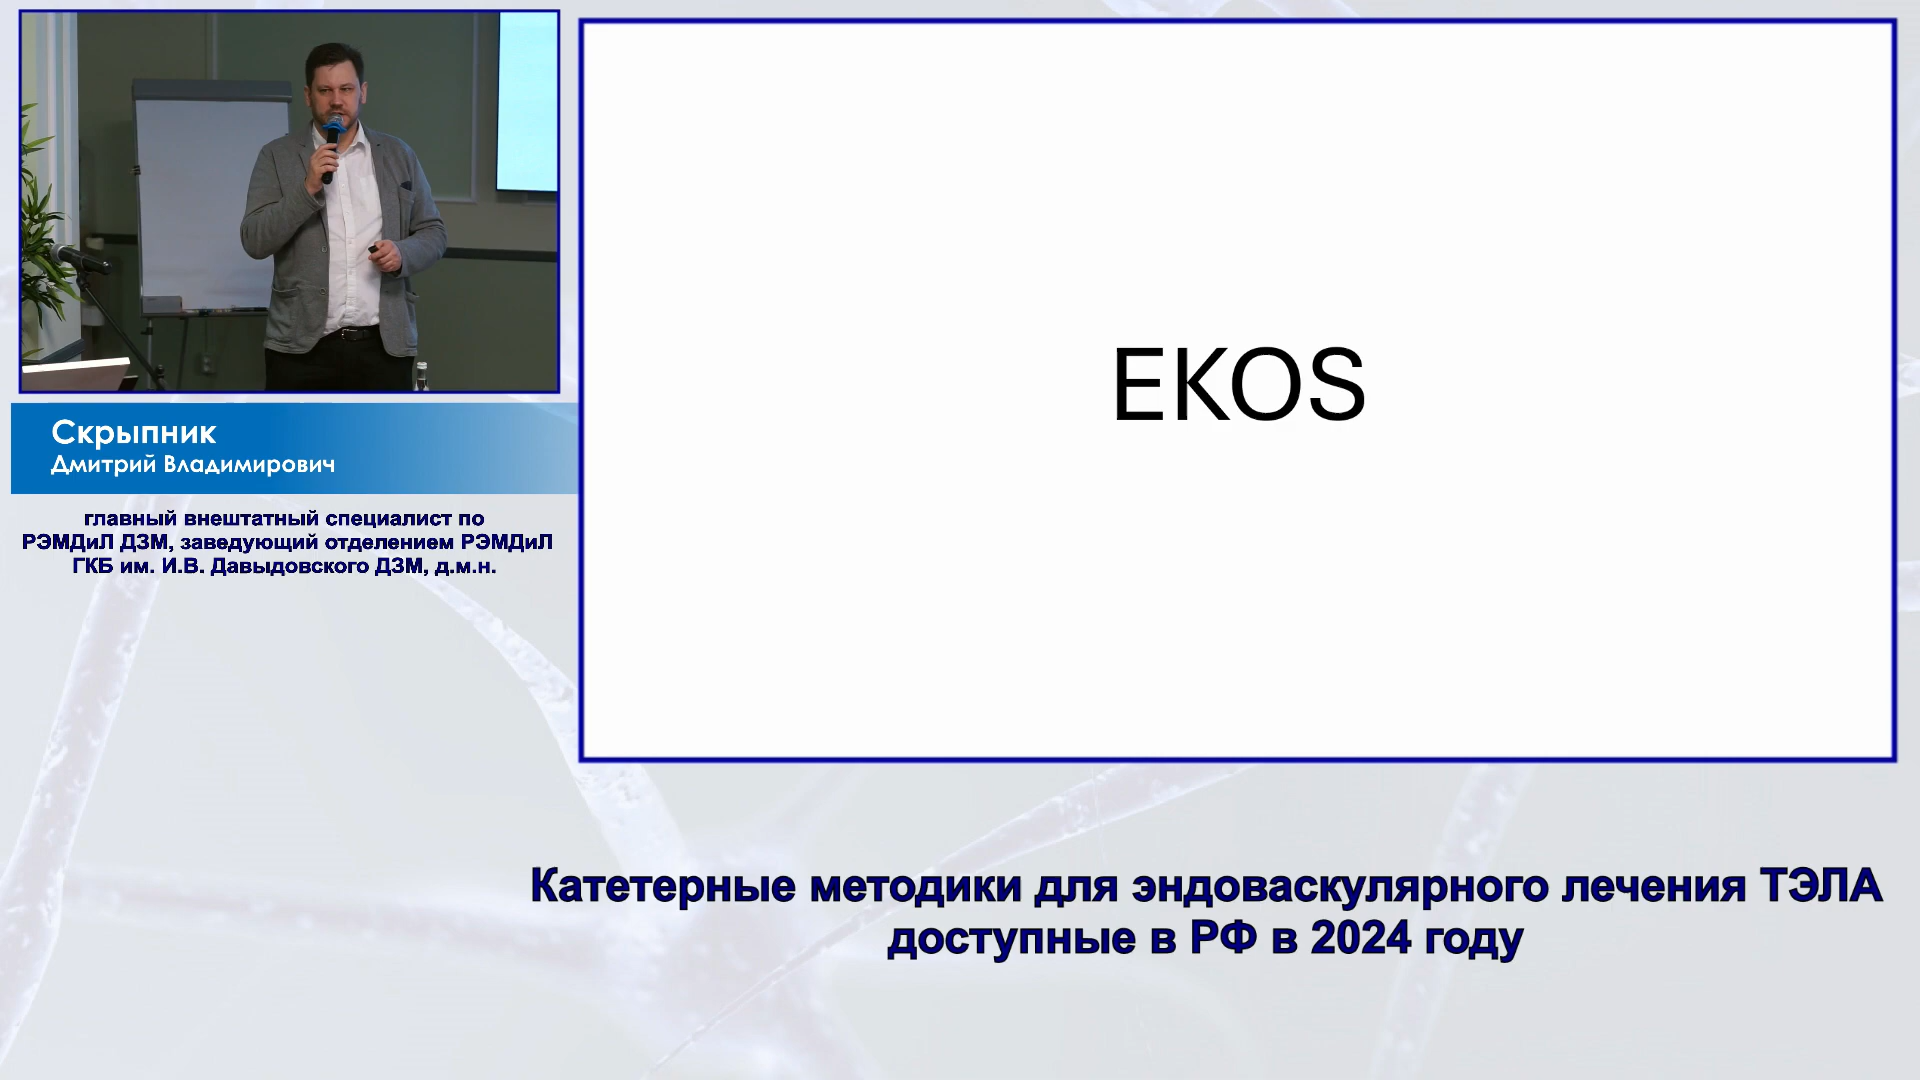 Скрыпник
Дмитрий Владимирович
главный внештатный специалист по
РЭМДиЛ ДЗМ, заведующий отделением РЭМДиЛ
ГКБ им. И.В. Давыдовского ДЗМ, д.м.н.
EKOS
Катетерные методики для эндоваскулярного лечения ТЭЛА
доступные в РФ в 2024 году